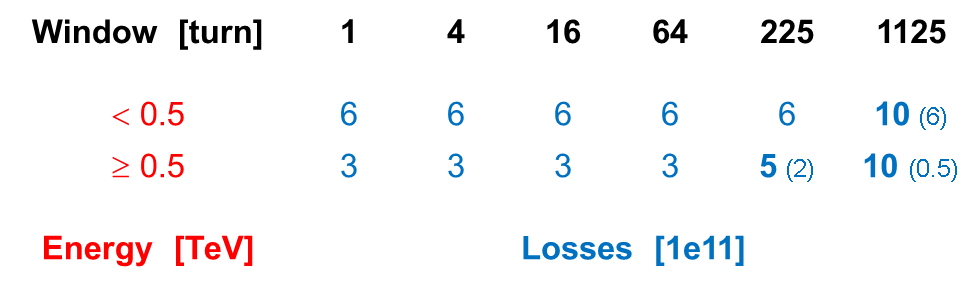 Window [turn] 1 4 16 64 225 1125
< 0.5 6 6 6 6 6 10 (6)
≥ 0.5 3 3 3 3 5 (2) 10 (0.5)
Energy [TeV] Losses [1e11]